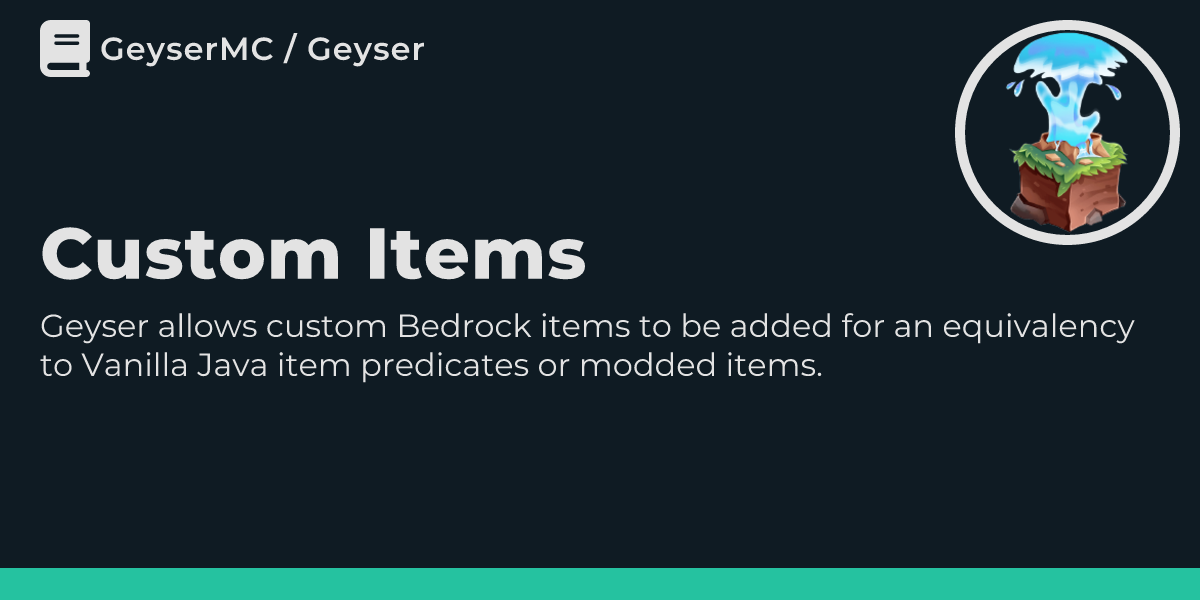 GeyserMC / Geyser
Custom Items
Geyser allows custom Bedrock items to be added for an equivalency
to Vanilla Java item predicates or modded items.